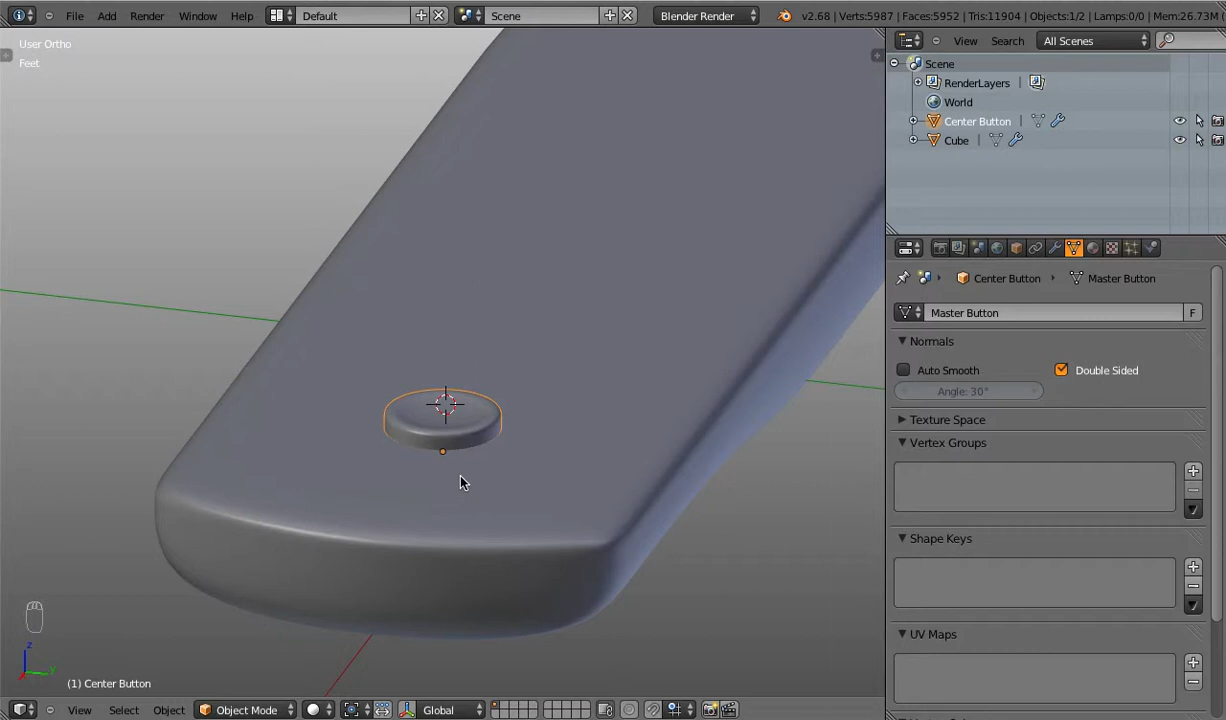 File Add Render Window Help Default Scene Blender Render v2.68 | Verts:5987 | Faces:5952 | Tris:11904 | Objects:1/2 | Lamps:0/0 | Mem:26.73M (
User Ortho
Feet
View Search All Scenes
Scene
RenderLayers
World
Center Button
Cube
Center Button Master Button
Master Button F
Normals
Auto Smooth Double Sided
Angle: 30°
Texture Space
Vertex Groups
Shape Keys
UV Maps
z
y
x
(1) Center Button
View Select Object Object Mode Global